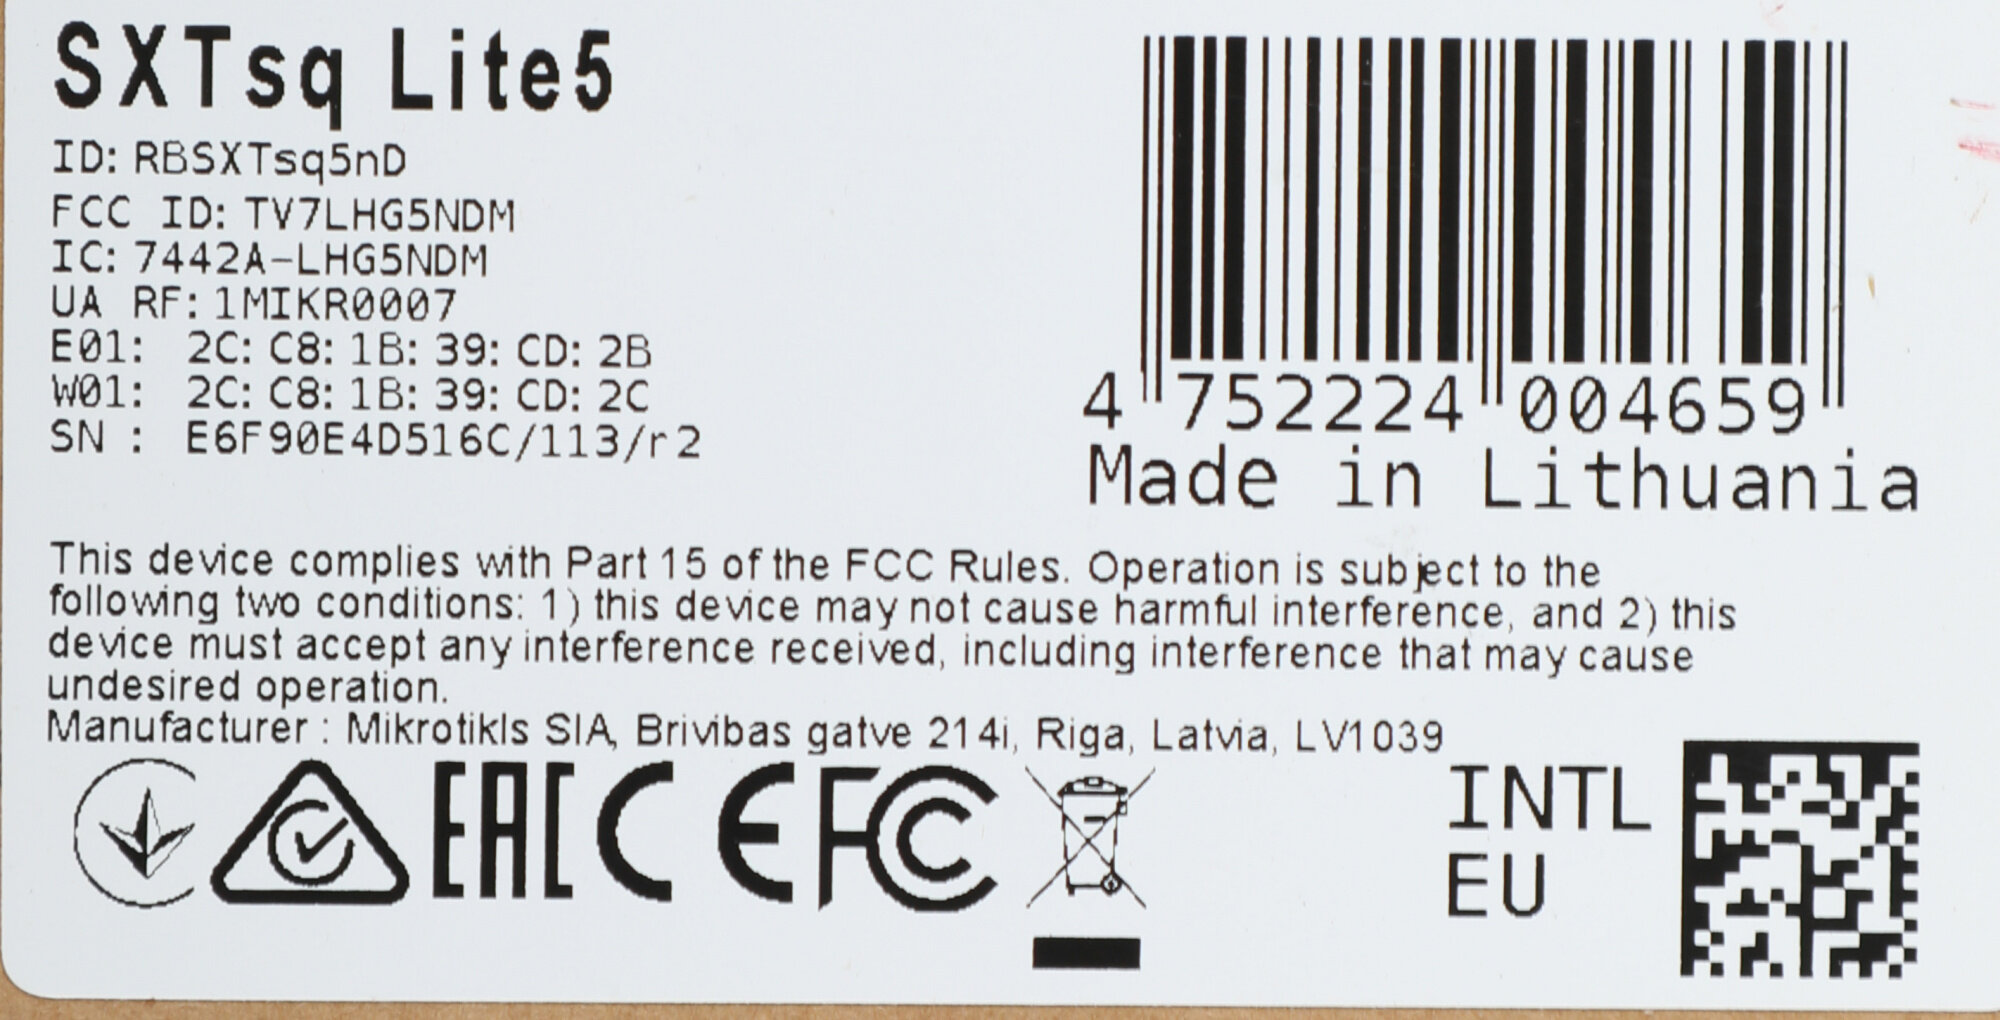 SXTsq Lite5
ID: RBSXTsq5nD
FCC ID: TV7LHG5NDM
IC: 7442A-LHG5NDM
UA RF: 1MIKR0007
E01: 2C: C8: 1B: 39: CD: 2B
W01: 2C: C8: 1B: 39: CD: 2C
SN : E6F90E4D516C/113/r2
4 752224 004659
Made in Lithuania
This device complies with Part 15 of the FCC Rules. Operation is subject to the
following two conditions: 1) this device may not cause harmful interference, and 2) this
device must accept any interference received, including interference that may cause
undesired operation.
Manufacturer : Mikrotikls SIA, Brivibas gatve 214i, Riga, Latvia, LV1039
EAC CE FC
INTL
EU